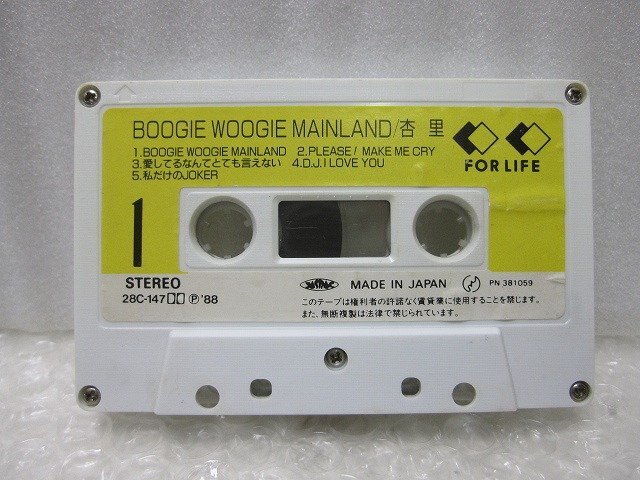 BOOGIE WOOGIE MAINLAND/杏 里
1.BOOGIE WOOGIE MAINLAND 2.PLEASE! MAKE ME CRY
3.愛してるなんてとても言えない 4.D.J. I LOVE YOU
5.私だけのJOKER
FOR LIFE
1
STEREO
28C-147 Ⓟ'88
MADE IN JAPAN
PN 381059
このテープは権利者の許諾なく賃貸業に使用することを禁じます。
また、無断複製は法律で禁じられています。